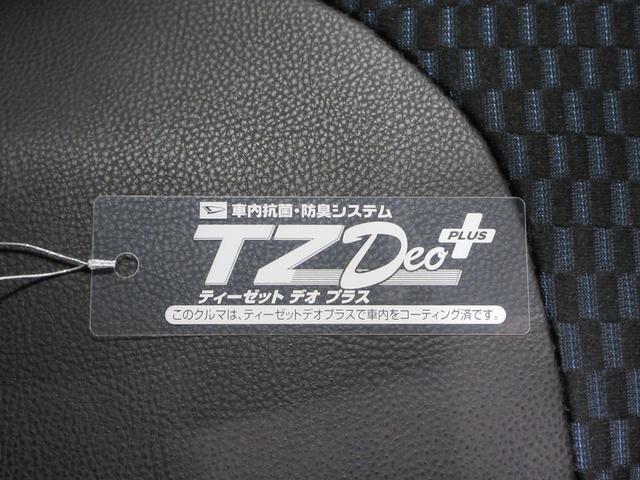 車内抗菌・防臭システム
TZ Deo PLUS
ティーゼット デオ プラス
このクルマは、ティーゼットデオプラスで車内をコーティング済です。